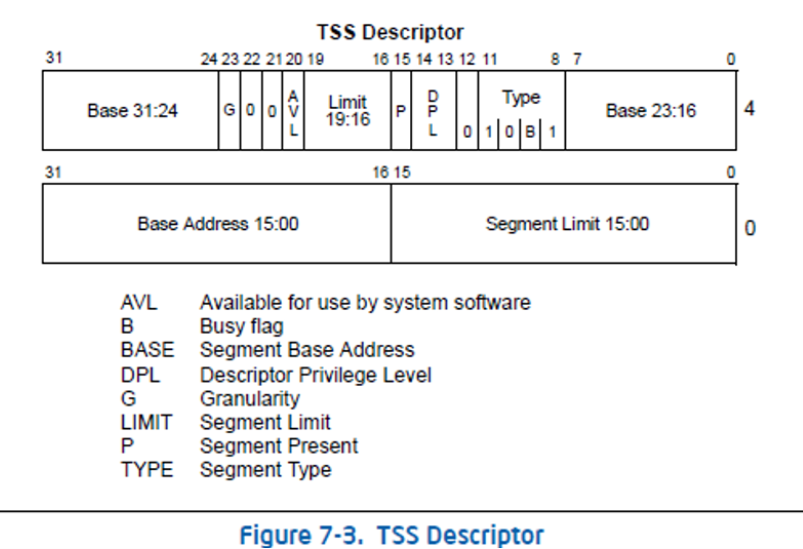 TSS Descriptor
31 24 23 22 21 20 19 16 15 14 13 12 11 8 7 0
Base 31:24 G 0 0 AVL Limit 19:16 P DPL 0 Type 1 0 B 1 Base 23:16 4
31 16 15 0
Base Address 15:00 Segment Limit 15:00 0
AVL Available for use by system software
B Busy flag
BASE Segment Base Address
DPL Descriptor Privilege Level
G Granularity
LIMIT Segment Limit
P Segment Present
TYPE Segment Type
Figure 7-3. TSS Descriptor